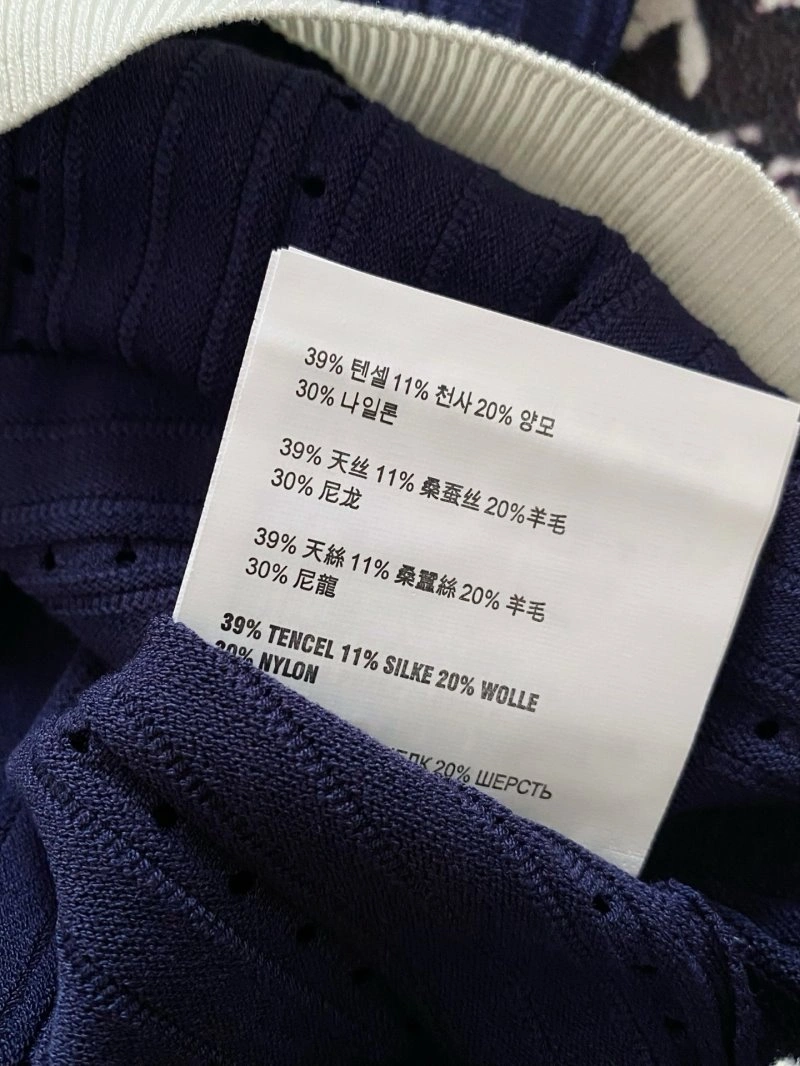 39% 텐셀 11% 천사 20% 양모
30% 나일론
39% 天丝 11% 桑蚕丝 20%羊毛
30% 尼龙
39% 天絲 11% 桑蠶絲 20% 羊毛
30% 尼龍
39% TENCEL 11% SILKE 20% WOLLE
30% NYLON
20% ШЕРСТЬ